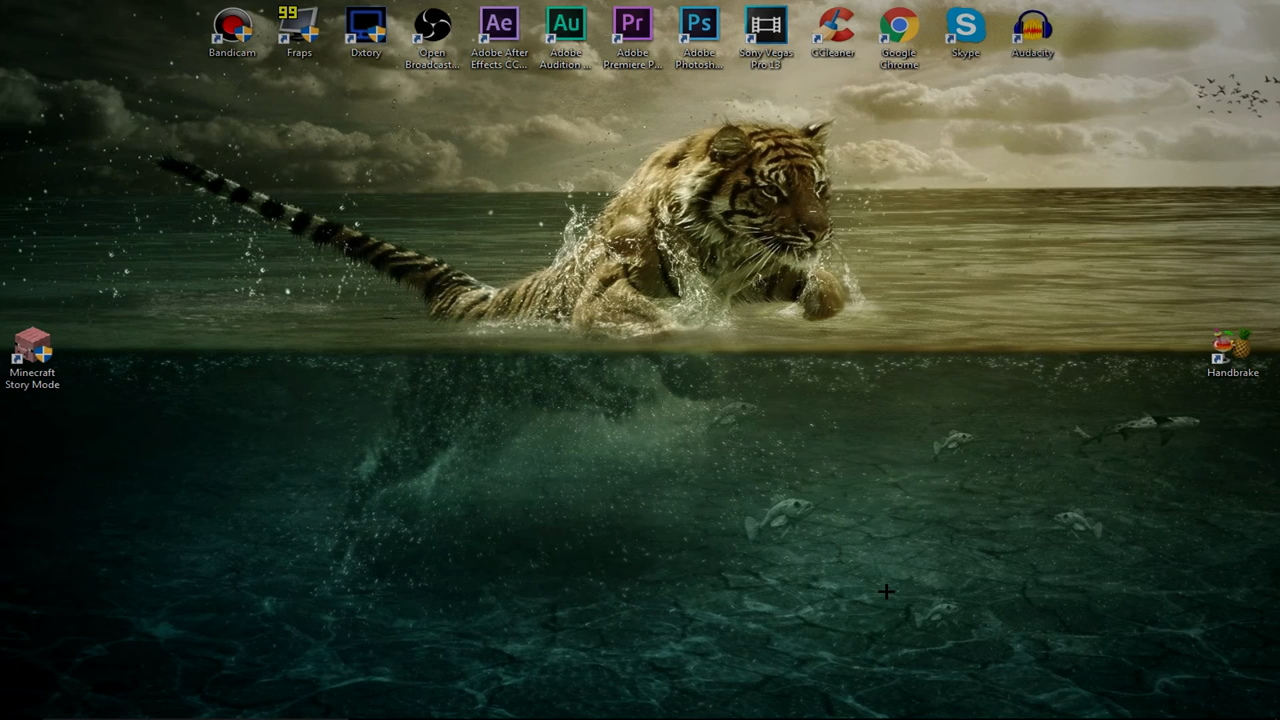 99
Bandicam
Fraps
Dxtory
Open
Broadcast...
Ae
Adobe After
Effects CC...
Au
Adobe
Audition ...
Pr
Adobe
Premiere P...
Ps
Adobe
Photosh...
Sony Vegas
Pro 13
CCleaner
Google
Chrome
S
Skype
Audacity
Minecraft
Story Mode
Handbrake